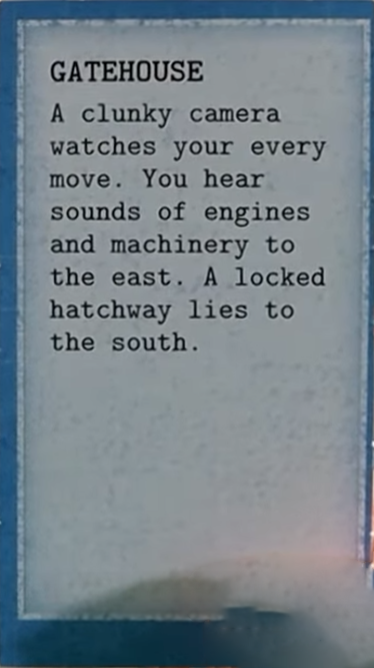 GATEHOUSE
A clunky camera
watches your every
move. You hear
sounds of engines
and machinery to
the east. A locked
hatchway lies to
the south.